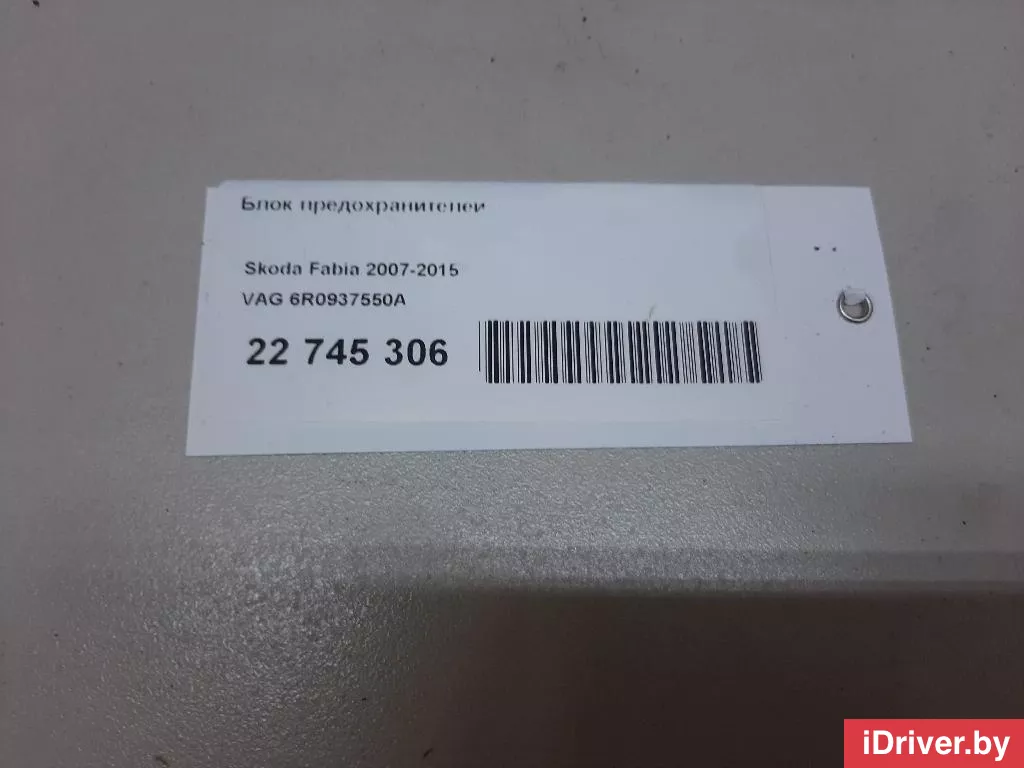 Блок предохранителей
Skoda Fabia 2007-2015
VAG 6R0937550A
22 745 306
iDriver.by